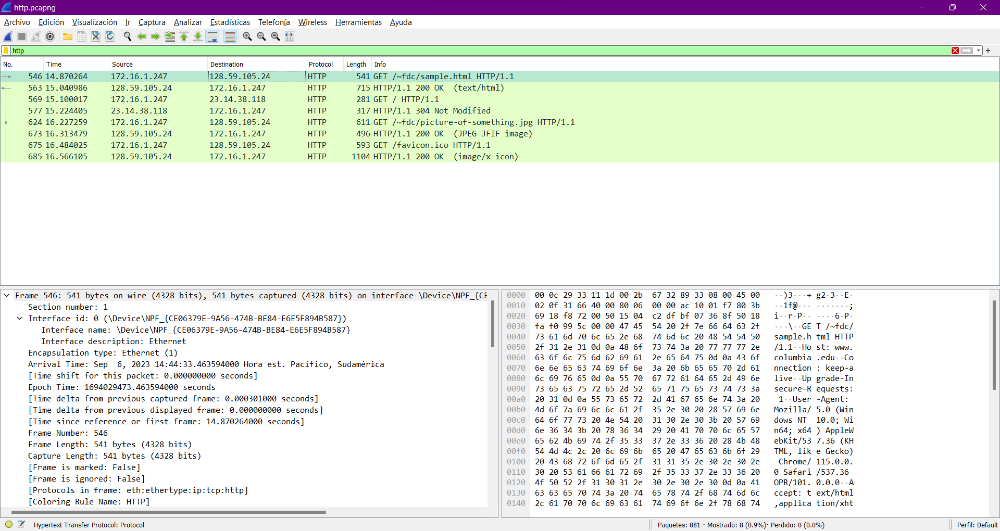 http.pcapng
Archivo Edición Visualización Ir Captura Analizar Estadísticas Telefonía Wireless Herramientas Ayuda
http
No. Time Source Destination Protocol Length Info
546 14.870264 172.16.1.247 128.59.105.24 HTTP 541 GET /~fdc/sample.html HTTP/1.1
563 15.040986 128.59.105.24 172.16.1.247 HTTP 715 HTTP/1.1 200 OK (text/html)
569 15.100017 172.16.1.247 23.14.38.118 HTTP 281 GET / HTTP/1.1
577 15.224405 23.14.38.118 172.16.1.247 HTTP 317 HTTP/1.1 304 Not Modified
624 16.227259 172.16.1.247 128.59.105.24 HTTP 611 GET /~fdc/picture-of-something.jpg HTTP/1.1
673 16.313479 128.59.105.24 172.16.1.247 HTTP 496 HTTP/1.1 200 OK (JPEG JFIF image)
675 16.484025 172.16.1.247 128.59.105.24 HTTP 593 GET /favicon.ico HTTP/1.1
685 16.566105 128.59.105.24 172.16.1.247 HTTP 1104 HTTP/1.1 200 OK (image/x-icon)
Frame 546: 541 bytes on wire (4328 bits), 541 bytes captured (4328 bits) on interface \Device\NPF_{CE
Section number: 1
Interface id: 0 (\Device\NPF_{CE06379E-9A56-474B-BE84-E6E5F894B587})
Interface name: \Device\NPF_{CE06379E-9A56-474B-BE84-E6E5F894B587}
Interface description: Ethernet
Encapsulation type: Ethernet (1)
Arrival Time: Sep  6, 2023 14:44:33.463594000 Hora est. Pacífico, Sudamérica
[Time shift for this packet: 0.000000000 seconds]
Epoch Time: 1694029473.463594000 seconds
[Time delta from previous captured frame: 0.000301000 seconds]
[Time delta from previous displayed frame: 0.000000000 seconds]
[Time since reference or first frame: 14.870264000 seconds]
Frame Number: 546
Frame Length: 541 bytes (4328 bits)
Capture Length: 541 bytes (4328 bits)
[Frame is marked: False]
[Frame is ignored: False]
[Protocols in frame: eth:ethertype:ip:tcp:http]
[Coloring Rule Name: HTTP]
0000 00 0c 29 33 11 1d 00 2b 67 32 89 33 08 00 45 00 ··)3···+ g2·3··E·
0010 02 0f 31 66 40 00 80 06 00 00 ac 10 01 f7 80 3b ··1f@··· ·······;
0020 69 18 f8 72 00 50 15 04 c2 df bf 07 36 8f 50 18 i··r·P·· ····6·P·
0030 fa f0 99 5c 00 00 47 45 54 20 2f 7e 66 64 63 2f ···\··GE T /~fdc/
0040 73 61 6d 70 6c 65 2e 68 74 6d 6c 20 48 54 54 50 sample.h tml HTTP
0050 2f 31 2e 31 0d 0a 48 6f 73 74 3a 20 77 77 77 2e /1.1··Ho st: www.
0060 63 6f 6c 75 6d 62 69 61 2e 65 64 75 0d 0a 43 6f columbia .edu··Co
0070 6e 6e 65 63 74 69 6f 6e 3a 20 6b 65 65 70 2d 61 nnection : keep-a
0080 6c 69 76 65 0d 0a 55 70 67 72 61 64 65 2d 49 6e live··Up grade-In
0090 73 65 63 75 72 65 2d 52 65 71 75 65 73 74 73 3a secure-R equests:
00a0 20 31 0d 0a 55 73 65 72 2d 41 67 65 6e 74 3a 20 1··User -Agent:
00b0 4d 6f 7a 69 6c 6c 61 2f 35 2e 30 20 28 57 69 6e Mozilla/ 5.0 (Win
00c0 64 6f 77 73 20 4e 54 20 31 30 2e 30 3b 20 57 69 dows NT 10.0; Wi
00d0 6e 36 34 3b 20 78 36 34 29 20 41 70 70 6c 65 57 n64; x64 ) AppleW
00e0 65 62 4b 69 74 2f 35 33 37 2e 33 36 20 28 4b 48 ebKit/53 7.36 (KH
00f0 54 4d 4c 2c 20 6c 69 6b 65 20 47 65 63 6b 6f 29 TML, lik e Gecko)
0100 20 43 68 72 6f 6d 65 2f 31 31 35 2e 30 2e 30 2e Chrome/ 115.0.0.
0110 30 20 53 61 66 61 72 69 2f 35 33 37 2e 33 36 20 0 Safari /537.36
0120 4f 50 52 2f 31 30 31 2e 30 2e 30 2e 30 0d 0a 41 OPR/101. 0.0.0··A
0130 63 63 65 70 74 3a 20 74 65 78 74 2f 68 74 6d 6c ccept: t ext/html
0140 2c 61 70 70 6c 69 63 61 74 69 6f 6e 2f 78 68 74 ,applica tion/xht
Hypertext Transfer Protocol: Protocol
Paquetes: 881 · Mostrado: 8 (0.9%)· Perdido: 0 (0.0%)
Perfil: Default